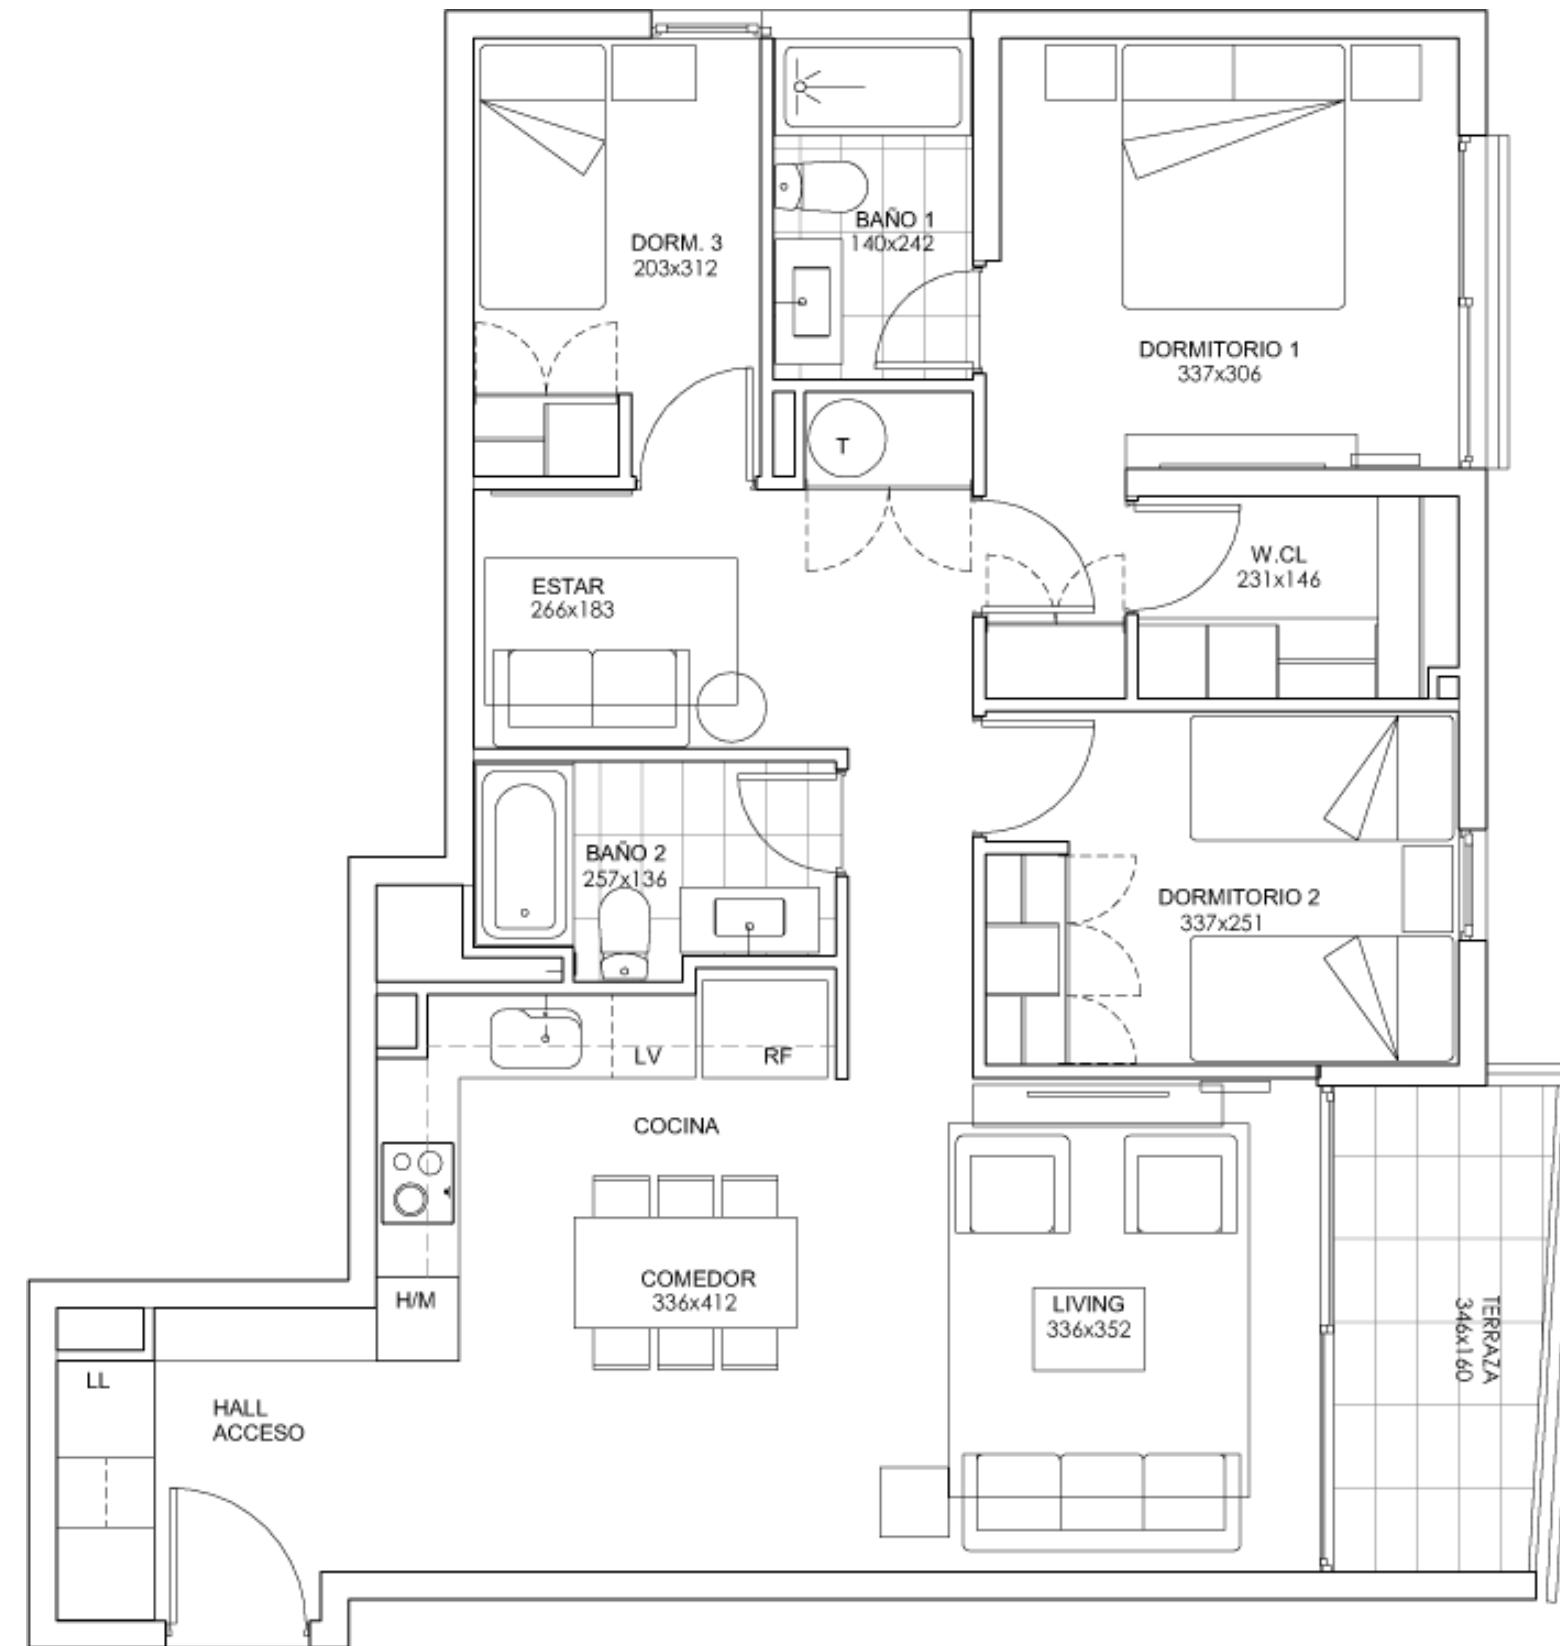 DORM. 3
203x312
BAÑO 1
140x242
DORMITORIO 1
337x306
T
W.CL
231x146
ESTAR
266x183
BAÑO 2
257x136
DORMITORIO 2
337x251
LV
RF
COCINA
COMEDOR
336x412
H/M
LIVING
336x352
TERRAZA
346x160
LL
HALL
ACCESO